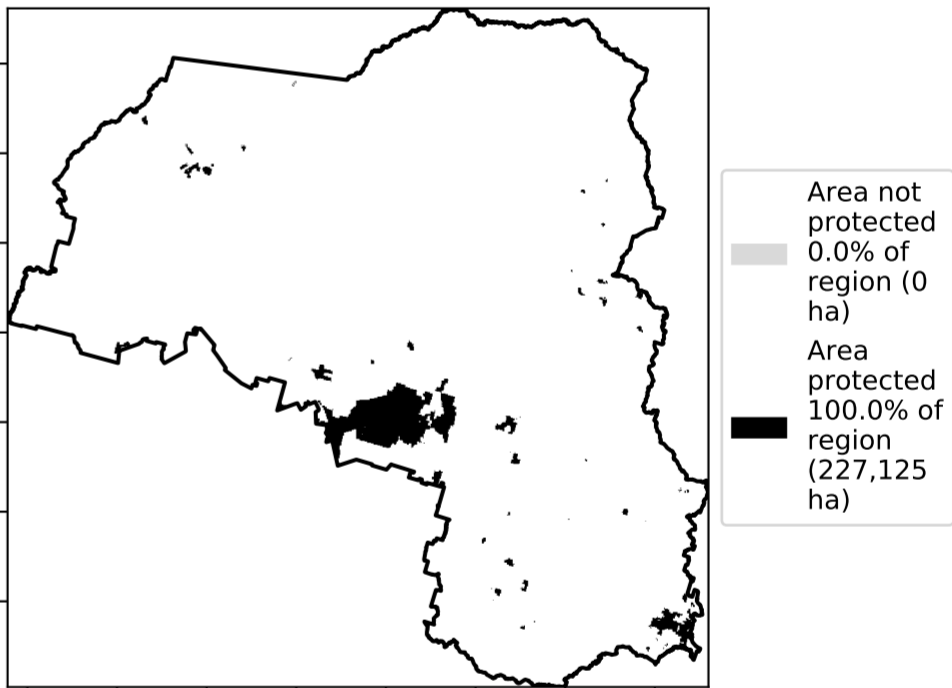 Area not
protected
0.0% of
region (0
ha)
Area
protected
100.0% of
region
(227,125
ha)